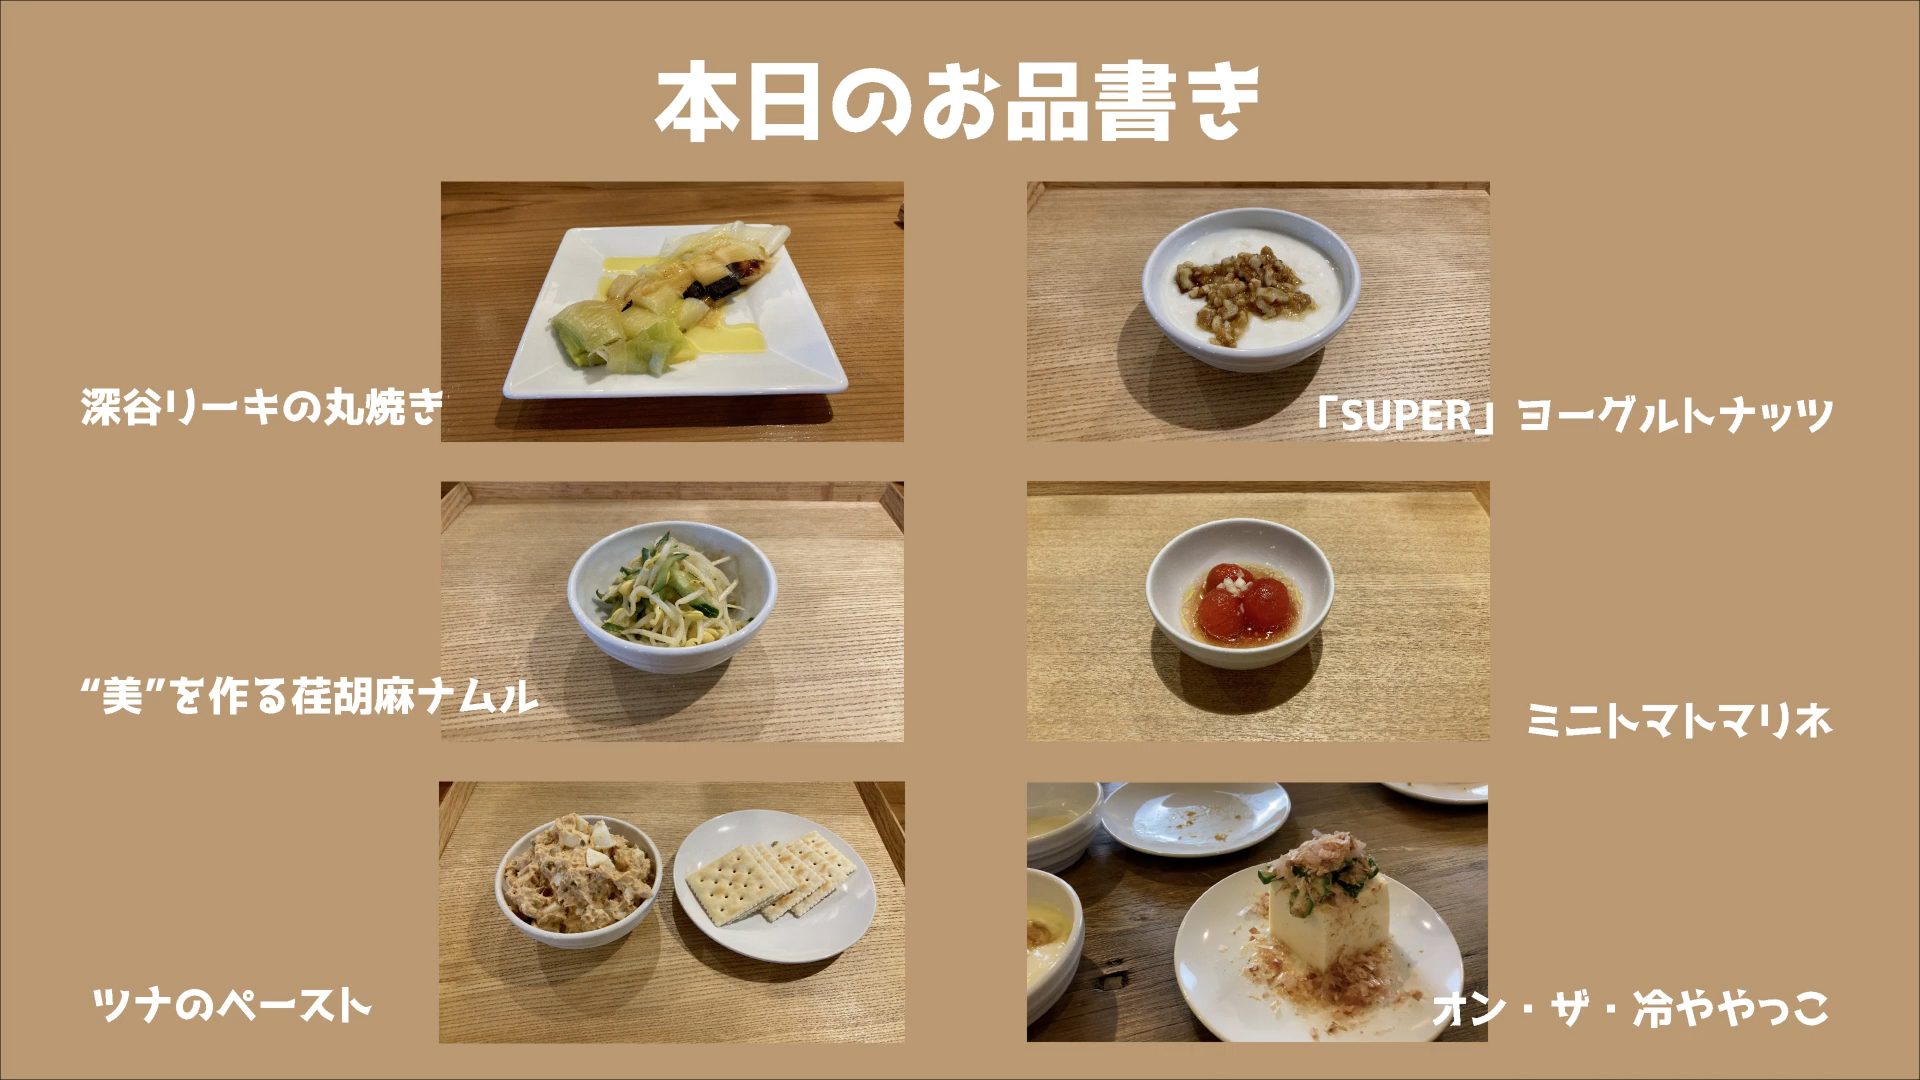 本日のお品書き
深谷リーキの丸焼き
「SUPER」ヨーグルトナッツ
“美”を作る荏胡麻ナムル
ミニトマトマリネ
ツナのペースト
オン・ザ・冷ややっこ